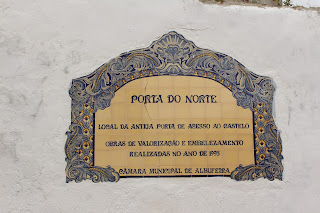 PORTA DO NORTE
LOCAL DA ANTIGA PORTA DE ACESSO AO CASTELO
OBRAS DE VALORIZAÇÃO E EMBELEZAMENTO
REALIZADAS NO ANO DE 1993
CÂMARA MUNICIPAL DE ALBUFEIRA